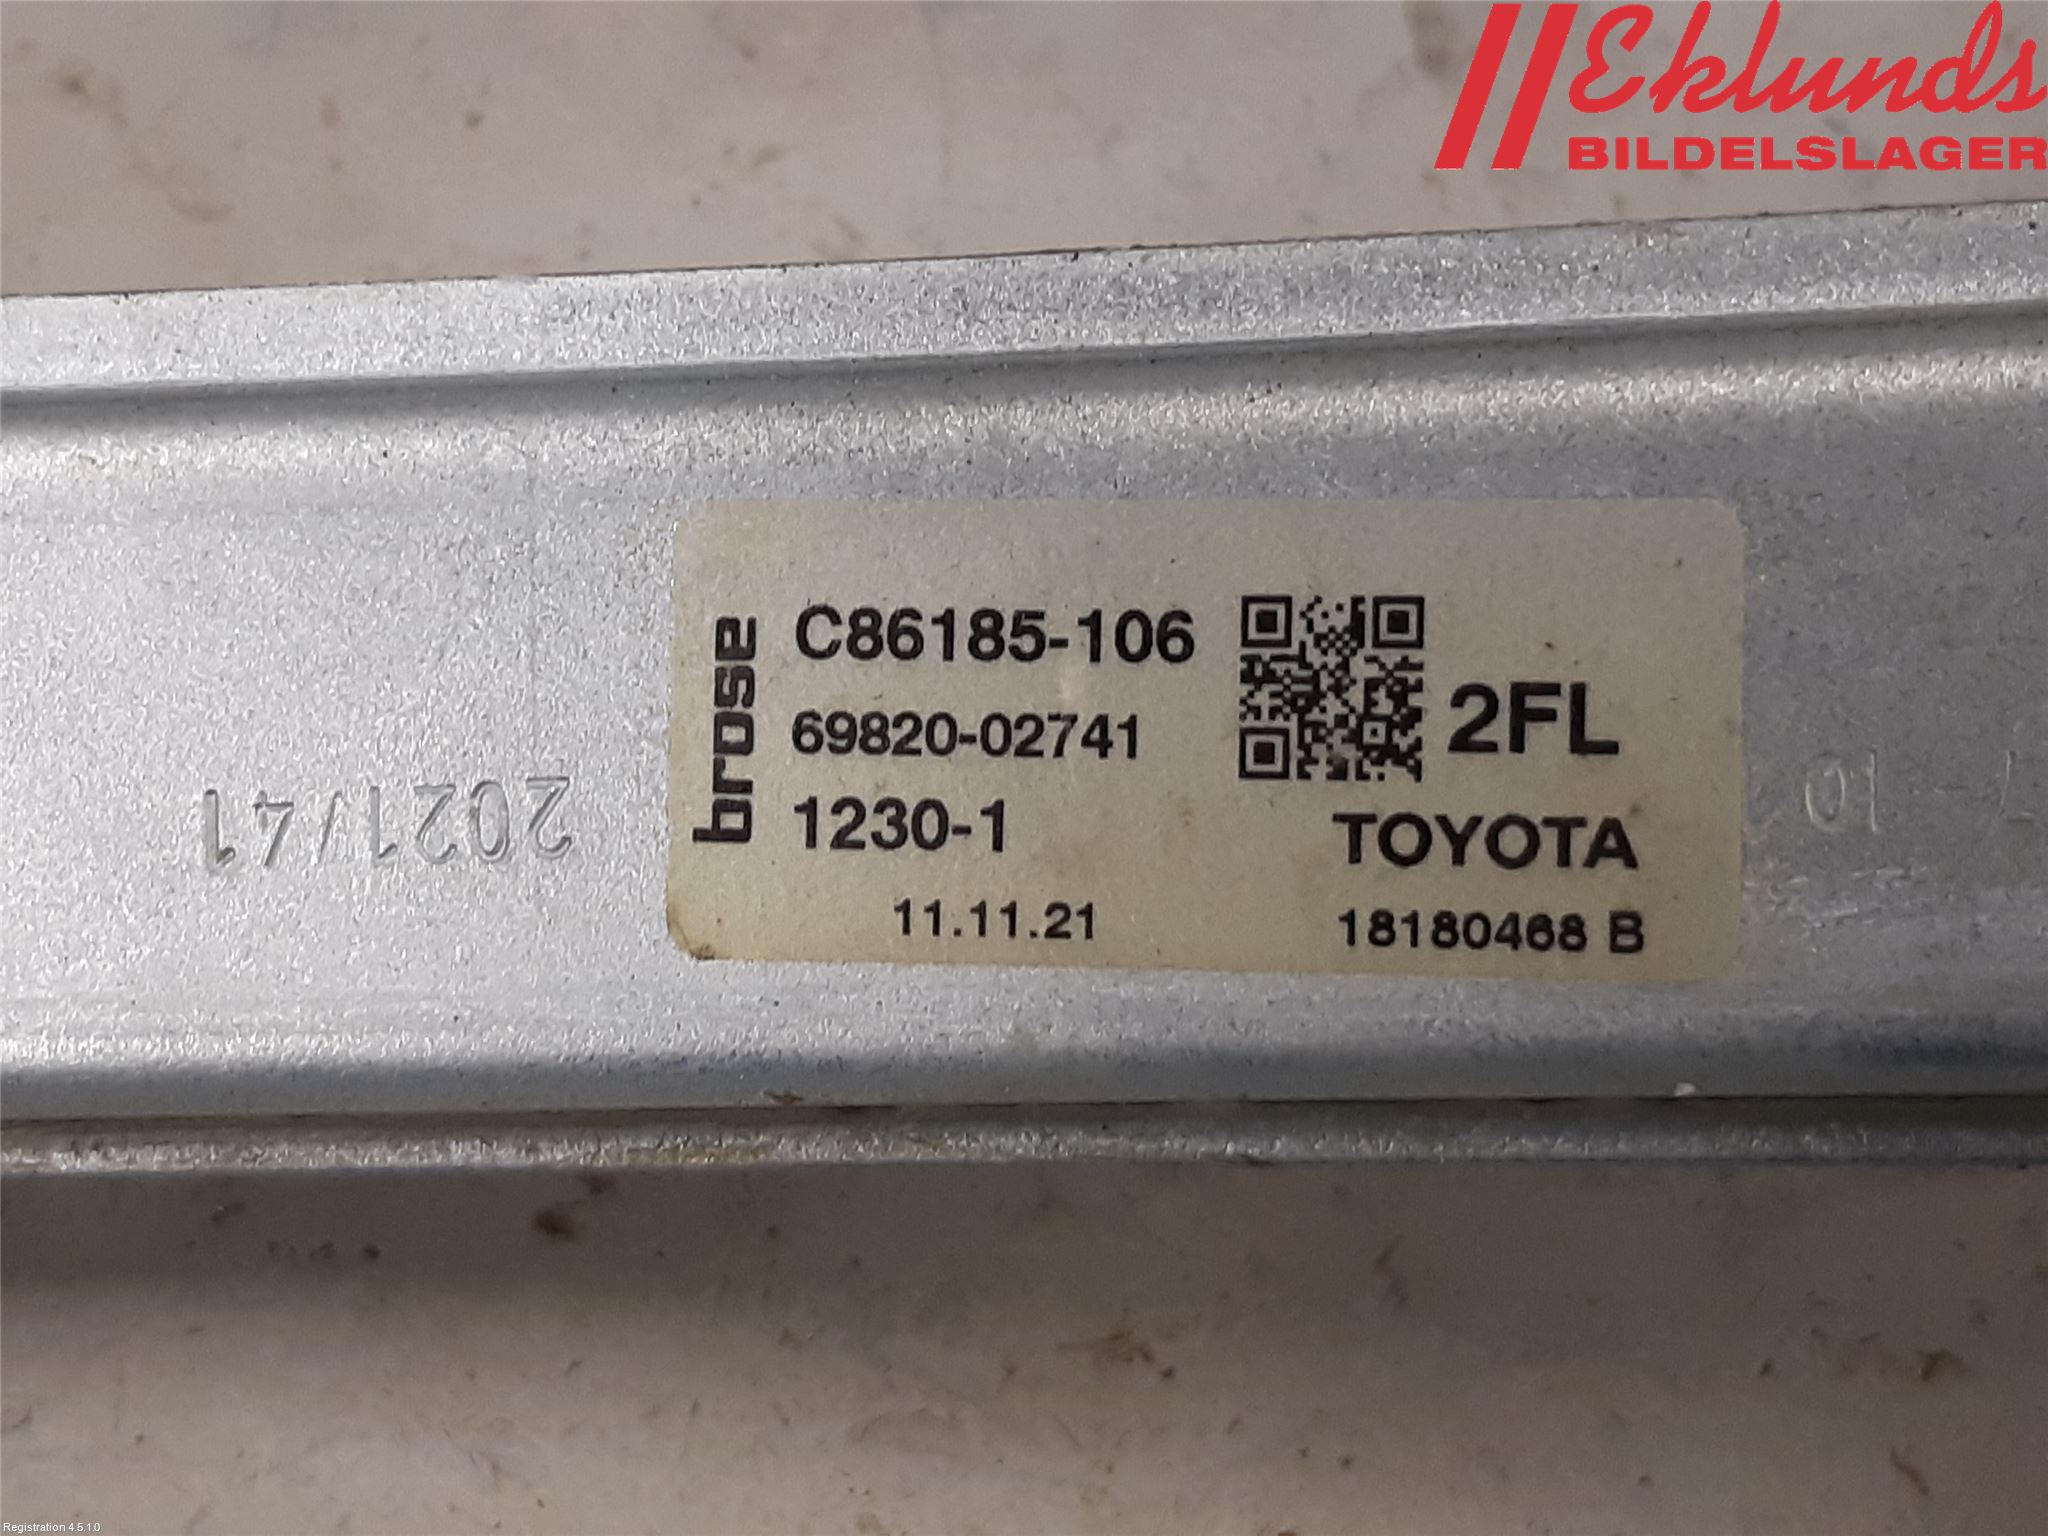 Eklunds
BILDELSLAGER
brose
C86185-106
69820-02741
1230-1
11.11.21
2FL
TOYOTA
18180468 B
2021/41
10
Registration 4.5.1.0